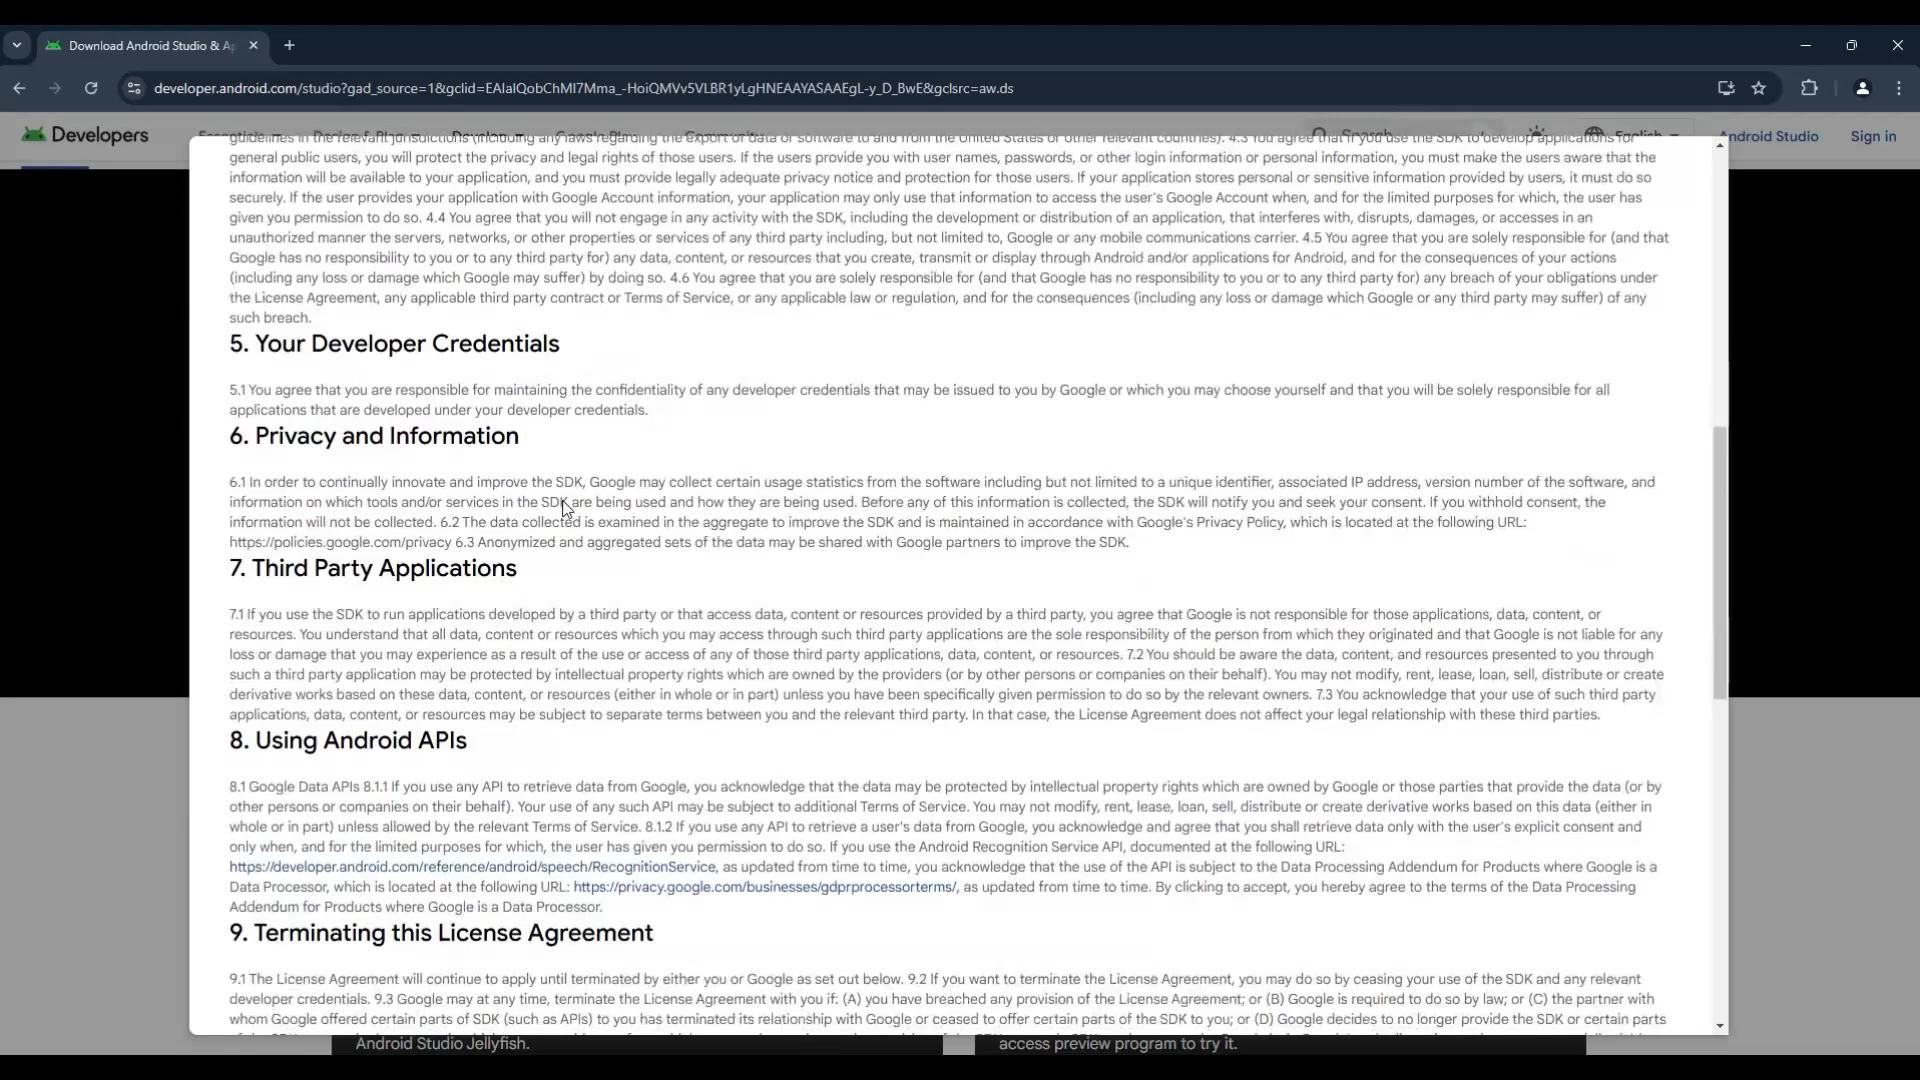 Download Android Studio & Ap
developer.android.com/studio?gad_source=1&gclid=EAIaIQobChMI7Mma_-HoiQMVv5VLBR1yLgHNEAAYASAAEgL-y_D_BwE&gclsrc=aw.ds
Developers
Essentials Design & Plan Develop Google Play Community
Search
English
Android Studio
Sign in
guidelines in the relevant jurisdictions (including any laws regarding the export of data or software to and from the United States or other relevant countries). 4.3 You agree that if you use the SDK to develop applications for
general public users, you will protect the privacy and legal rights of those users. If the users provide you with user names, passwords, or other login information or personal information, you must make the users aware that the
information will be available to your application, and you must provide legally adequate privacy notice and protection for those users. If your application stores personal or sensitive information provided by users, it must do so
securely. If the user provides your application with Google Account information, your application may only use that information to access the user's Google Account when, and for the limited purposes for which, the user has
given you permission to do so. 4.4 You agree that you will not engage in any activity with the SDK, including the development or distribution of an application, that interferes with, disrupts, damages, or accesses in an
unauthorized manner the servers, networks, or other properties or services of any third party including, but not limited to, Google or any mobile communications carrier. 4.5 You agree that you are solely responsible for (and that
Google has no responsibility to you or to any third party for) any data, content, or resources that you create, transmit or display through Android and/or applications for Android, and for the consequences of your actions
(including any loss or damage which Google may suffer) by doing so. 4.6 You agree that you are solely responsible for (and that Google has no responsibility to you or to any third party for) any breach of your obligations under
the License Agreement, any applicable third party contract or Terms of Service, or any applicable law or regulation, and for the consequences (including any loss or damage which Google or any third party may suffer) of any
such breach.
5. Your Developer Credentials
5.1 You agree that you are responsible for maintaining the confidentiality of any developer credentials that may be issued to you by Google or which you may choose yourself and that you will be solely responsible for all
applications that are developed under your developer credentials.
6. Privacy and Information
6.1 In order to continually innovate and improve the SDK, Google may collect certain usage statistics from the software including but not limited to a unique identifier, associated IP address, version number of the software, and
information on which tools and/or services in the SDK are being used and how they are being used. Before any of this information is collected, the SDK will notify you and seek your consent. If you withhold consent, the
information will not be collected. 6.2 The data collected is examined in the aggregate to improve the SDK and is maintained in accordance with Google's Privacy Policy, which is located at the following URL:
https://policies.google.com/privacy 6.3 Anonymized and aggregated sets of the data may be shared with Google partners to improve the SDK.
7. Third Party Applications
7.1 If you use the SDK to run applications developed by a third party or that access data, content or resources provided by a third party, you agree that Google is not responsible for those applications, data, content, or
resources. You understand that all data, content or resources which you may access through such third party applications are the sole responsibility of the person from which they originated and that Google is not liable for any
loss or damage that you may experience as a result of the use or access of any of those third party applications, data, content, or resources. 7.2 You should be aware the data, content, and resources presented to you through
such a third party application may be protected by intellectual property rights which are owned by the providers (or by other persons or companies on their behalf). You may not modify, rent, lease, loan, sell, distribute or create
derivative works based on these data, content, or resources (either in whole or in part) unless you have been specifically given permission to do so by the relevant owners. 7.3 You acknowledge that your use of such third party
applications, data, content, or resources may be subject to separate terms between you and the relevant third party. In that case, the License Agreement does not affect your legal relationship with these third parties.
8. Using Android APIs
8.1 Google Data APIs 8.1.1 If you use any API to retrieve data from Google, you acknowledge that the data may be protected by intellectual property rights which are owned by Google or those parties that provide the data (or by
other persons or companies on their behalf). Your use of any such API may be subject to additional Terms of Service. You may not modify, rent, lease, loan, sell, distribute or create derivative works based on this data (either in
whole or in part) unless allowed by the relevant Terms of Service. 8.1.2 If you use any API to retrieve a user's data from Google, you acknowledge and agree that you shall retrieve data only with the user's explicit consent and
only when, and for the limited purposes for which, the user has given you permission to do so. If you use the Android Recognition Service API, documented at the following URL:
https://developer.android.com/reference/android/speech/RecognitionService, as updated from time to time, you acknowledge that the use of the API is subject to the Data Processing Addendum for Products where Google is a
Data Processor, which is located at the following URL: https://privacy.google.com/businesses/gdprprocessorterms/, as updated from time to time. By clicking to accept, you hereby agree to the terms of the Data Processing
Addendum for Products where Google is a Data Processor.
9. Terminating this License Agreement
9.1 The License Agreement will continue to apply until terminated by either you or Google as set out below. 9.2 If you want to terminate the License Agreement, you may do so by ceasing your use of the SDK and any relevant
developer credentials. 9.3 Google may at any time, terminate the License Agreement with you if: (A) you have breached any provision of the License Agreement; or (B) Google is required to do so by law; or (C) the partner with
whom Google offered certain parts of SDK (such as APIs) to you has terminated its relationship with Google or ceased to offer certain parts of the SDK to you; or (D) Google decides to no longer provide the SDK or certain parts
Android Studio Jellyfish.
access preview program to try it.